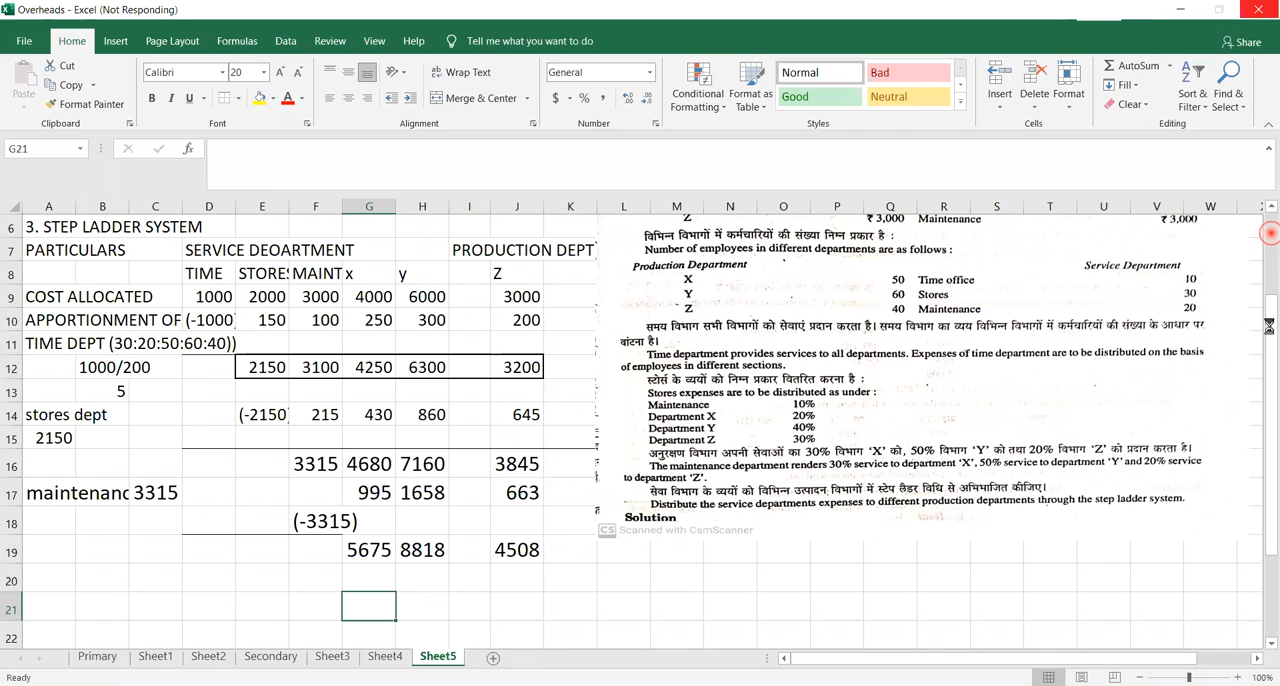 Overheads - Excel (Not Responding)
File Home Insert Page Layout Formulas Data Review View Help Tell me what you want to do Share
Paste Cut Copy Format Painter Clipboard
Calibri 20 A A B I U A Font
Wrap Text Merge & Center Alignment
General $ % , Number
Conditional Formatting Format as Table Normal Bad Good Neutral Styles
Insert Delete Format Cells
AutoSum Fill Clear Sort & Filter Find & Select Editing
G21 fx
A B C D E F G H I J K L M N O P Q R S T U V W
6 3. STEP LADDER SYSTEM
7 PARTICULARS SERVICE DEOARTMENT PRODUCTION DEPT
8 TIME STORES MAINT x y Z
9 COST ALLOCATED 1000 2000 3000 4000 6000 3000
10 APPORTIONMENT OF (-1000) 150 100 250 300 200
11 TIME DEPT (30:20:50:60:40))
12 1000/200 2150 3100 4250 6300 3200
13 5
14 stores dept (-2150) 215 430 860 645
15 2150
16 3315 4680 7160 3845
17 maintenanc 3315 995 1658 663
18 (-3315)
19 5675 8818 4508
20
21
22
Z ₹ 3,000 Maintenance ₹ 3,000
विभिन्न विभागों में कर्मचारियों की संख्या निम्न प्रकार है :
Number of employees in different departments are as follows :
Production Department Service Department
X 50 Time office 10
Y 60 Stores 30
Z 40 Maintenance 20
समय विभाग सभी विभागों को सेवाएं प्रदान करता है। समय विभाग का व्यय विभिन्न विभागों में कर्मचारियों की संख्या के आधार पर
बांटना है।
Time department provides services to all departments. Expenses of time department are to be distributed on the basis
of employees in different sections.
स्टोर्स के व्ययों को निम्न प्रकार वितरित करना है :
Stores expenses are to be distributed as under :
Maintenance 10%
Department X 20%
Department Y 40%
Department Z 30%
अनुरक्षण विभाग अपनी सेवाओं का 30% विभाग 'X' को, 50% विभाग 'Y' को तथा 20% विभाग 'Z' को प्रदान करता है।
The maintenance department renders 30% service to department 'X', 50% service to department 'Y' and 20% service
to department 'Z'.
सेवा विभाग के व्ययों को विभिन्न उत्पादन विभागों में स्टेप लैडर विधि से अभिभाजित कीजिए।
Distribute the service departments expenses to different production departments through the step ladder system.
Solution
CS Scanned with CamScanner
Primary Sheet1 Sheet2 Secondary Sheet3 Sheet4 Sheet5
Ready 100%